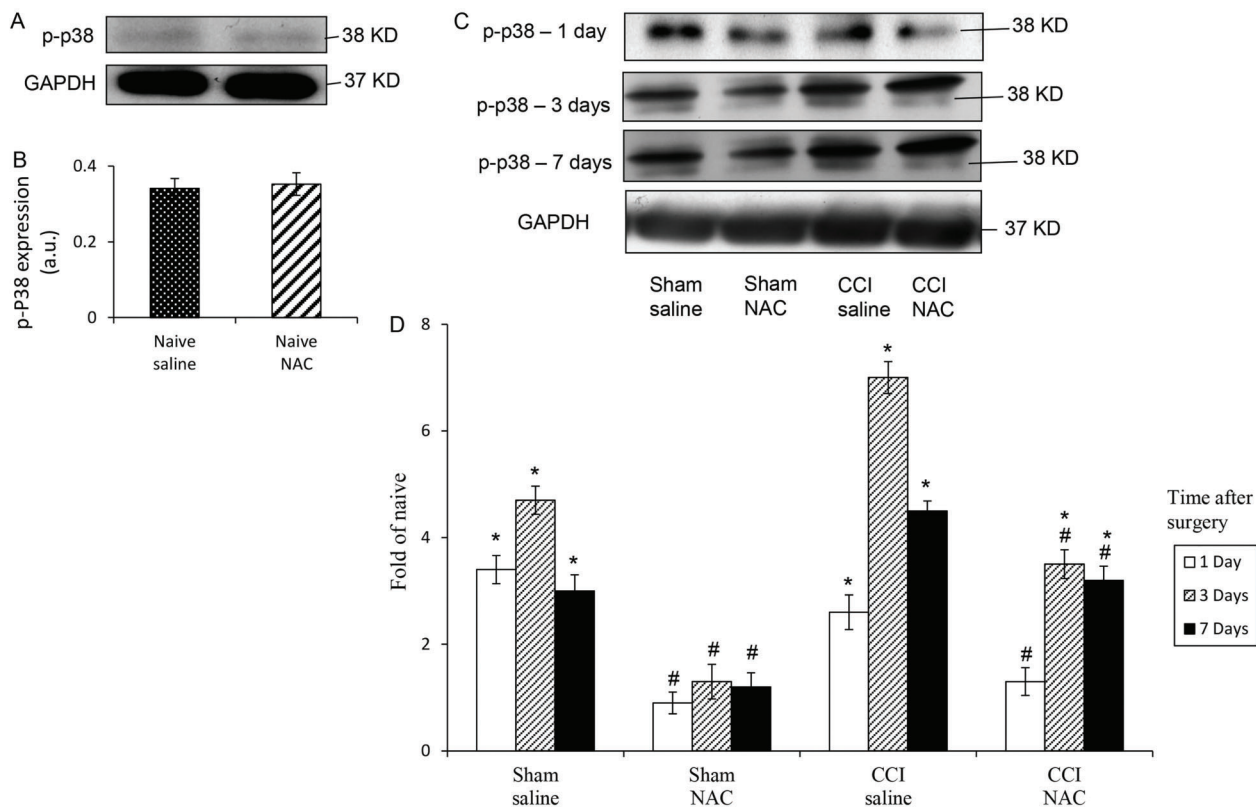 A
p-p38
38 KD
GAPDH
37 KD
B
p-P38 expression
(a.u.)
0.4
0.2
0
Naive
saline
Naive
NAC
C
p-p38 – 1 day
38 KD
p-p38 – 3 days
38 KD
p-p38 – 7 days
38 KD
GAPDH
37 KD
Sham
saline
Sham
NAC
CCI
saline
CCI
NAC
D
Fold of naive
8
6
4
2
0
*
*
*
#
#
#
*
*
*
#
*
#
*
#
Sham
saline
Sham
NAC
CCI
saline
CCI
NAC
Time after
surgery
1 Day
3 Days
7 Days